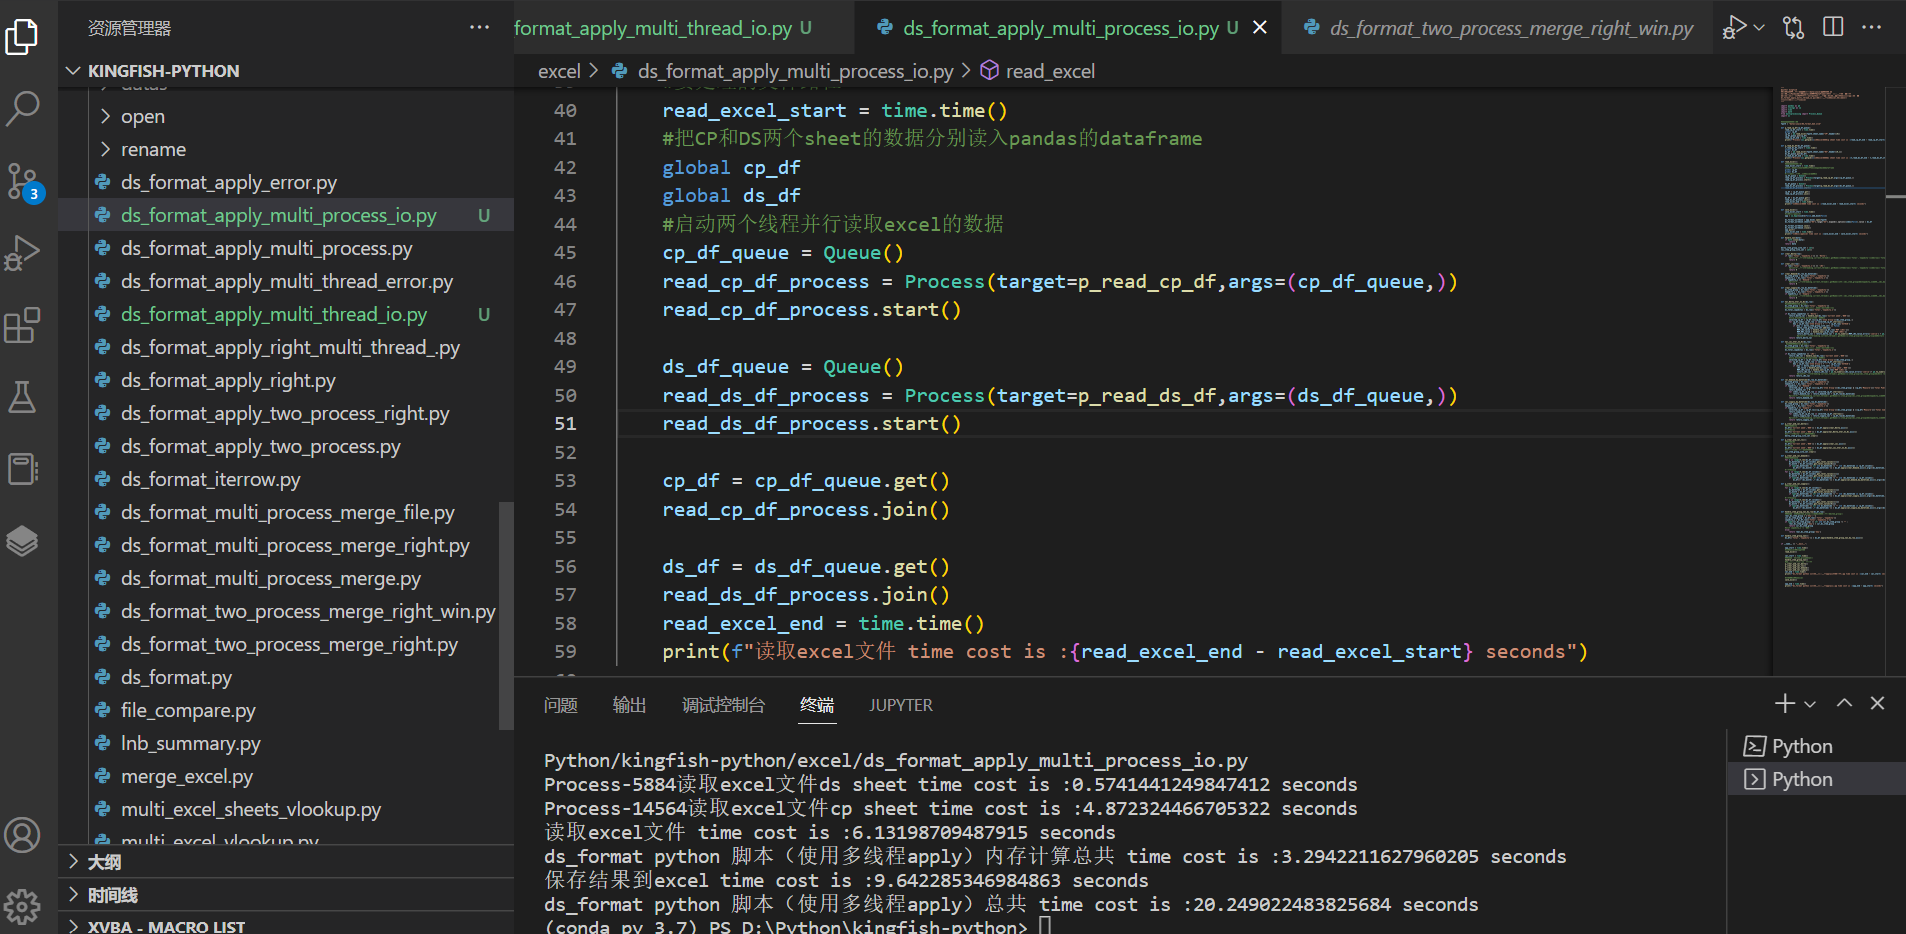 资源管理器
KINGFISH-PYTHON
datas
open
rename
ds_format_apply_error.py
ds_format_apply_multi_process_io.py U
ds_format_apply_multi_process.py
ds_format_apply_multi_thread_error.py
ds_format_apply_multi_thread_io.py U
ds_format_apply_right_multi_thread_.py
ds_format_apply_right.py
ds_format_apply_two_process_right.py
ds_format_apply_two_process.py
ds_format_iterrow.py
ds_format_multi_process_merge_file.py
ds_format_multi_process_merge_right.py
ds_format_multi_process_merge.py
ds_format_two_process_merge_right_win.py
ds_format_two_process_merge_right.py
ds_format.py
file_compare.py
lnb_summary.py
merge_excel.py
multi_excel_sheets_vlookup.py
multi_excel_vlookup.py
大纲
时间线
XVBA - MACRO LIST
3
format_apply_multi_thread_io.py U
ds_format_apply_multi_process_io.py U
ds_format_two_process_merge_right_win.py
excel > ds_format_apply_multi_process_io.py > read_excel
40 read_excel_start = time.time()
41 #把CP和DS两个sheet的数据分别读入pandas的dataframe
42 global cp_df
43 global ds_df
44 #启动两个线程并行读取excel的数据
45 cp_df_queue = Queue()
46 read_cp_df_process = Process(target=p_read_cp_df,args=(cp_df_queue,))
47 read_cp_df_process.start()
48
49 ds_df_queue = Queue()
50 read_ds_df_process = Process(target=p_read_ds_df,args=(ds_df_queue,))
51 read_ds_df_process.start()
52
53 cp_df = cp_df_queue.get()
54 read_cp_df_process.join()
55
56 ds_df = ds_df_queue.get()
57 read_ds_df_process.join()
58 read_excel_end = time.time()
59 print(f"读取excel文件 time cost is :{read_excel_end - read_excel_start} seconds")
问题 输出 调试控制台 终端 JUPYTER
Python/kingfish-python/excel/ds_format_apply_multi_process_io.py
Process-5884读取excel文件ds sheet time cost is :0.5741441249847412 seconds
Process-14564读取excel文件cp sheet time cost is :4.872324466705322 seconds
读取excel文件 time cost is :6.13198709487915 seconds
ds_format python 脚本（使用多线程apply）内存计算总共 time cost is :3.2942211627960205 seconds
保存结果到excel time cost is :9.642285346984863 seconds
ds_format python 脚本（使用多线程apply）总共 time cost is :20.249022483825684 seconds
(conda_py_3.7) PS D:\Python\kingfish-python>
Python
Python